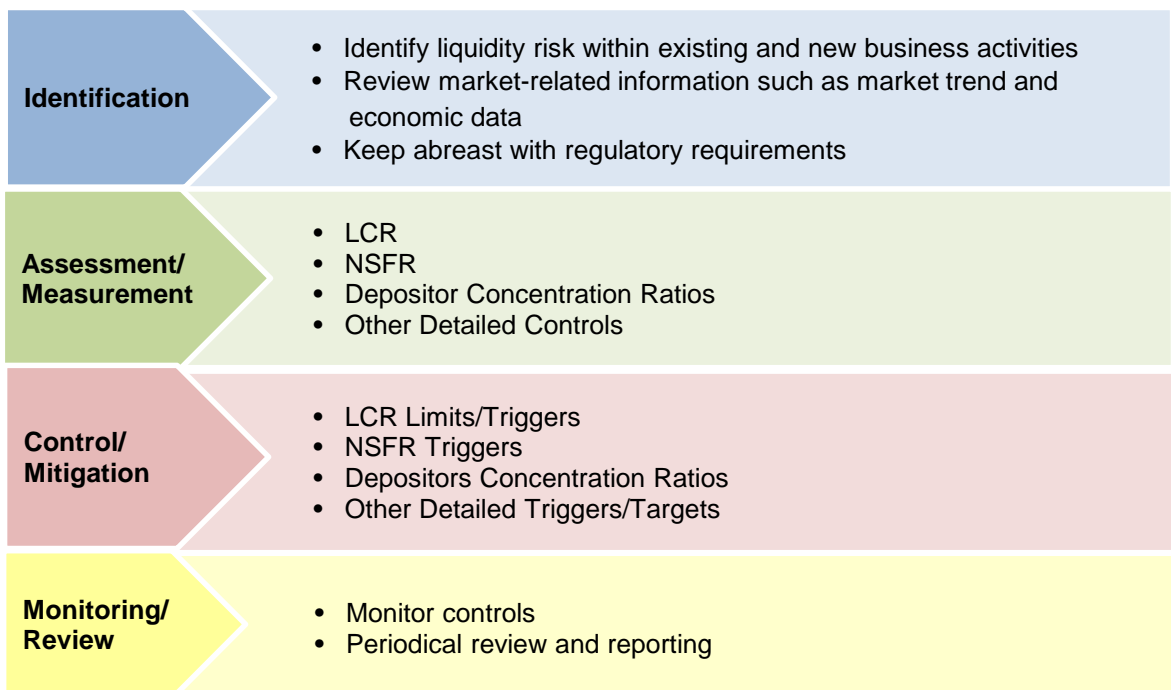 Identification
• Identify liquidity risk within existing and new business activities
• Review market-related information such as market trend and
economic data
• Keep abreast with regulatory requirements
Assessment/
Measurement
• LCR
• NSFR
• Depositor Concentration Ratios
• Other Detailed Controls
Control/
Mitigation
• LCR Limits/Triggers
• NSFR Triggers
• Depositors Concentration Ratios
• Other Detailed Triggers/Targets
Monitoring/
Review
• Monitor controls
• Periodical review and reporting